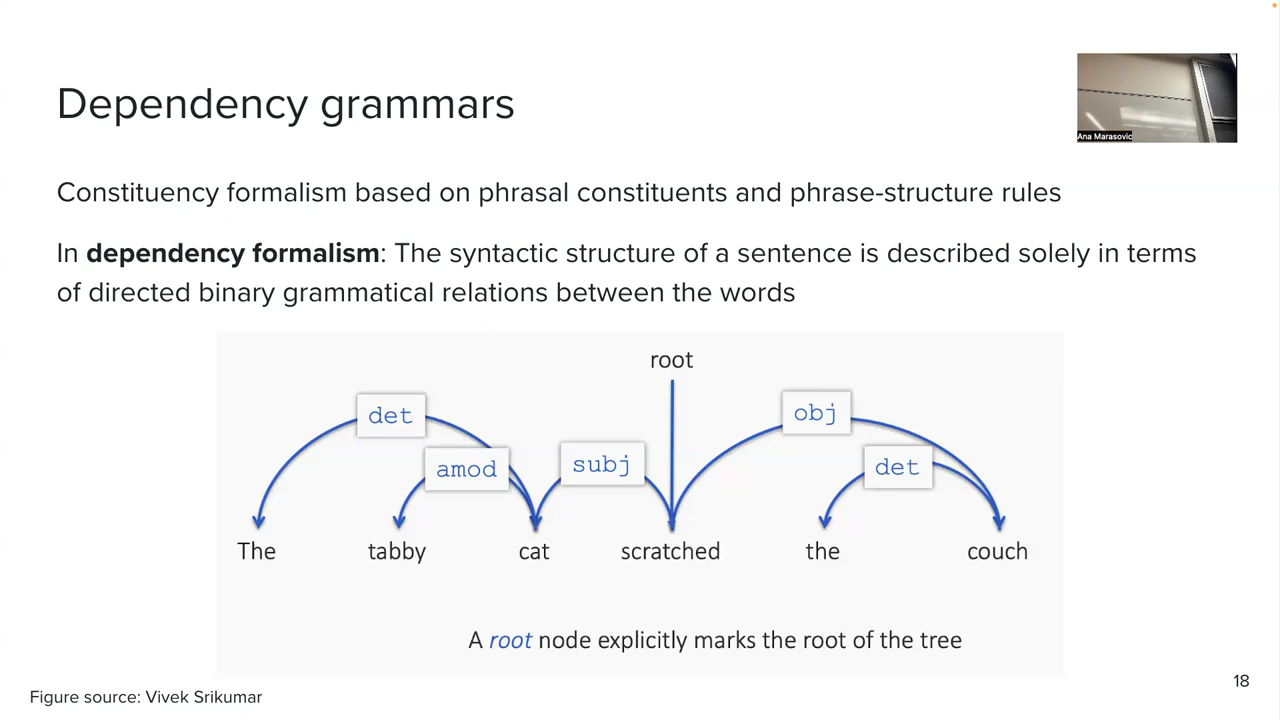 Dependency grammars
Ana Marasovic
Constituency formalism based on phrasal constituents and phrase-structure rules
In dependency formalism: The syntactic structure of a sentence is described solely in terms
of directed binary grammatical relations between the words
root
det
obj
amod
subj
det
The tabby cat scratched the couch
A root node explicitly marks the root of the tree
18
Figure source: Vivek Srikumar